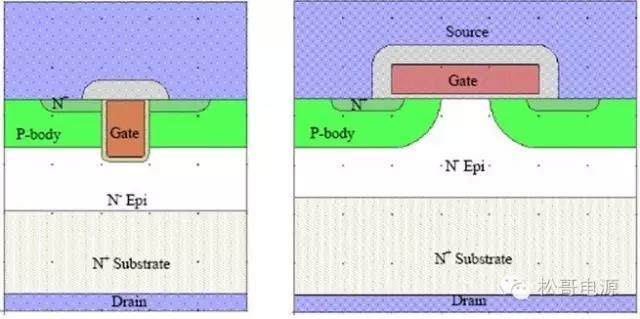 N+
P-body
Gate
N- Epi
N+ Substrate
Drain
Source
Gate
N+
P-body
N- Epi
N+ Substrate
Drain
松哥电源